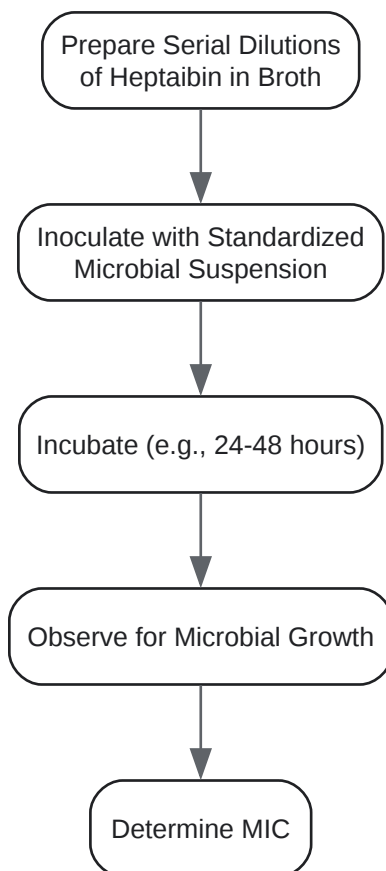 Prepare Serial Dilutions
of Heptaibin in Broth
Inoculate with Standardized
Microbial Suspension
Incubate (e.g., 24-48 hours)
Observe for Microbial Growth
Determine MIC